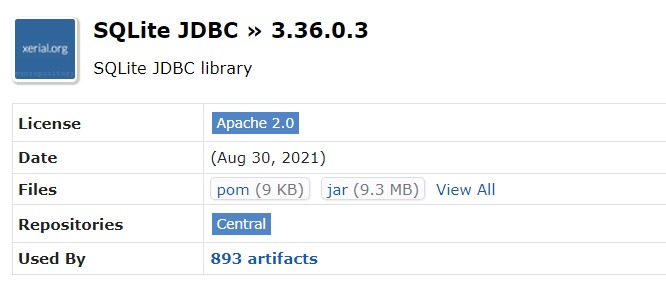 xerial.org
SQLite JDBC » 3.36.0.3
SQLite JDBC library
License Apache 2.0
Date (Aug 30, 2021)
Files pom (9 KB) jar (9.3 MB) View All
Repositories Central
Used By 893 artifacts